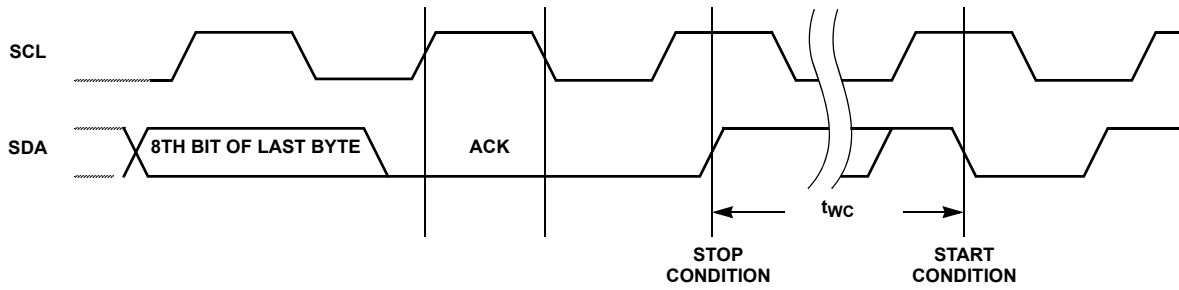 SCL
SDA
8TH BIT OF LAST BYTE
ACK
tWC
STOP
CONDITION
START
CONDITION